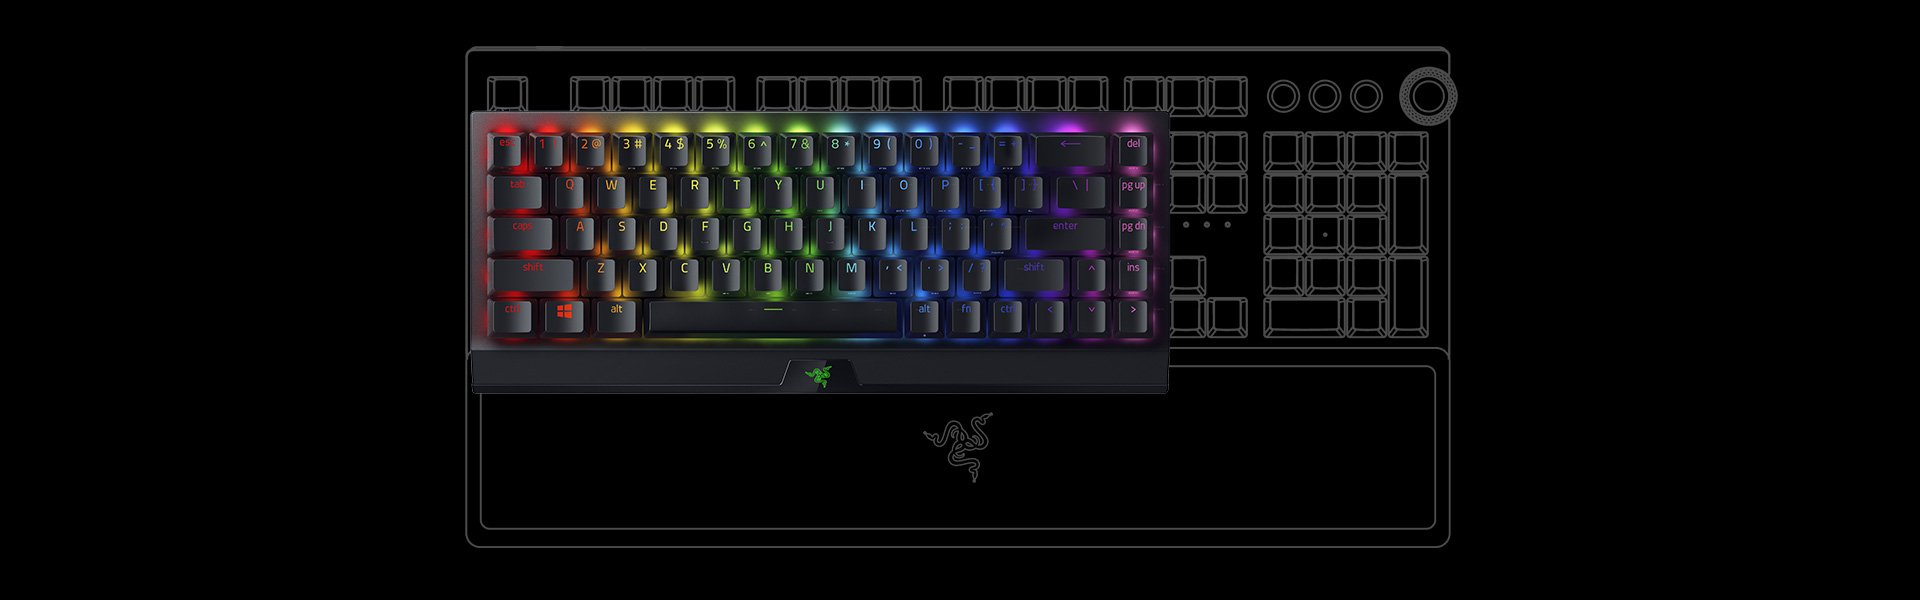 esc 1 ! 2 @ 3 # 4 $ 5 % 6 ^ 7 & 8 * 9 ( 0 ) - _ = + ← del
tab Q W E R T Y U I O P [ { ] } \ | pg up
caps A S D F G H J K L ; : ' " enter pg dn
shift Z X C V B N M , < . > / ? shift ^ ins
ctrl alt alt fn ctrl < v >